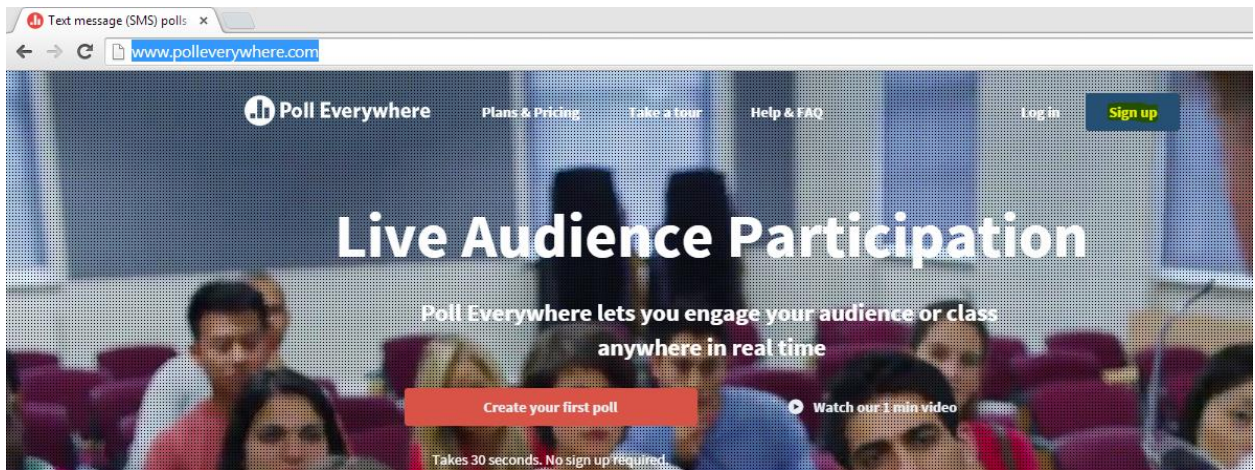 Text message (SMS) polls
www.polleverywhere.com
Poll Everywhere Plans & Pricing Take a tour Help & FAQ Log in Sign up
Live Audience Participation
Poll Everywhere lets you engage your audience or class
anywhere in real time
Create your first poll Watch our 1 min video
Takes 30 seconds. No sign up required.